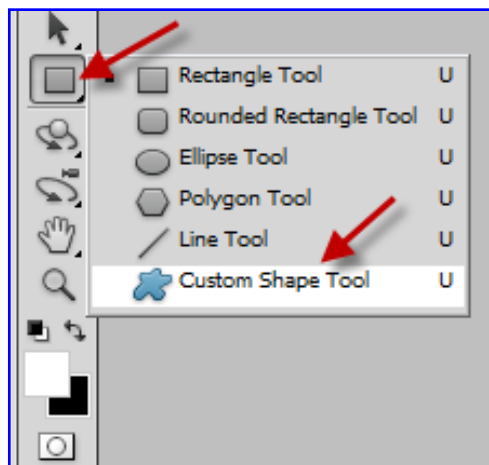 Rectangle Tool U
Rounded Rectangle Tool U
Ellipse Tool U
Polygon Tool U
Line Tool U
Custom Shape Tool U